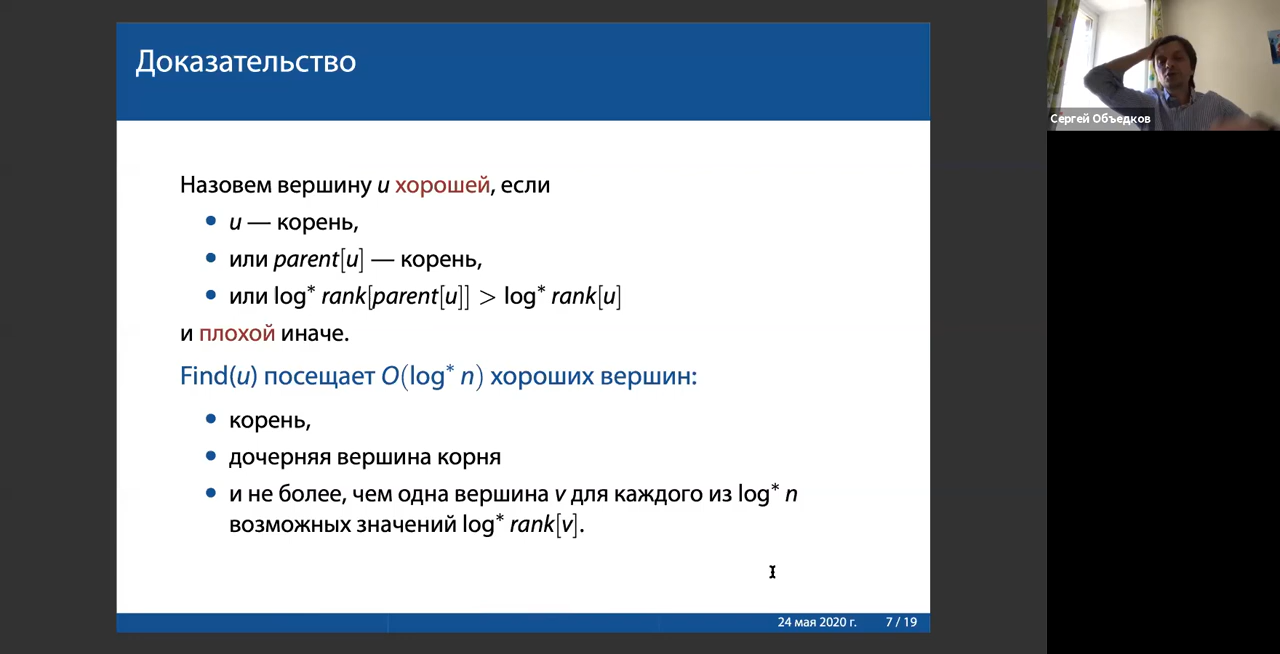 Доказательство
Сергей Объедков
Назовем вершину u хорошей, если
• u — корень,
• или parent[u] — корень,
• или log* rank[parent[u]] > log* rank[u]
и плохой иначе.
Find(u) посещает O(log* n) хороших вершин:
• корень,
• дочерняя вершина корня
• и не более, чем одна вершина v для каждого из log* n
возможных значений log* rank[v].
24 мая 2020 г. 7 / 19